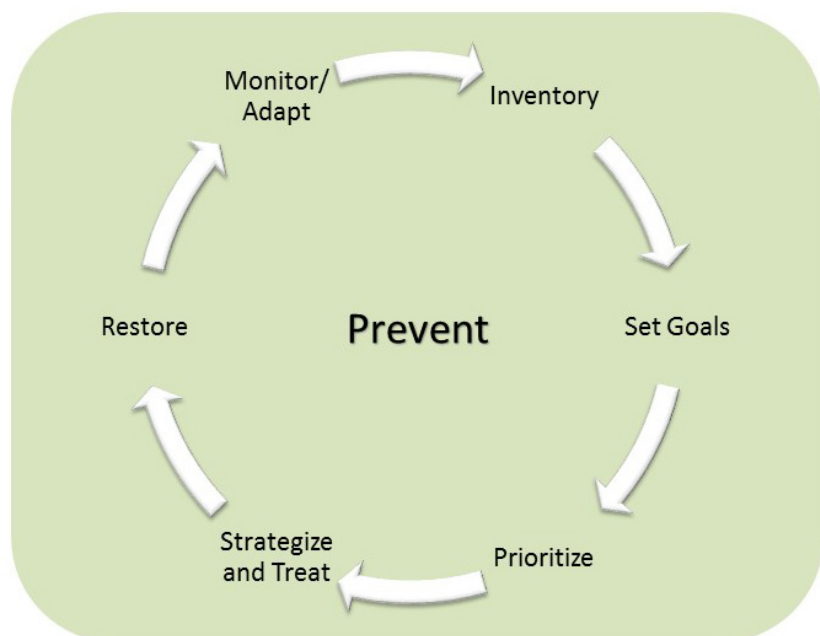 Monitor/
Adapt
Inventory
Restore
Prevent
Set Goals
Strategize
and Treat
Prioritize